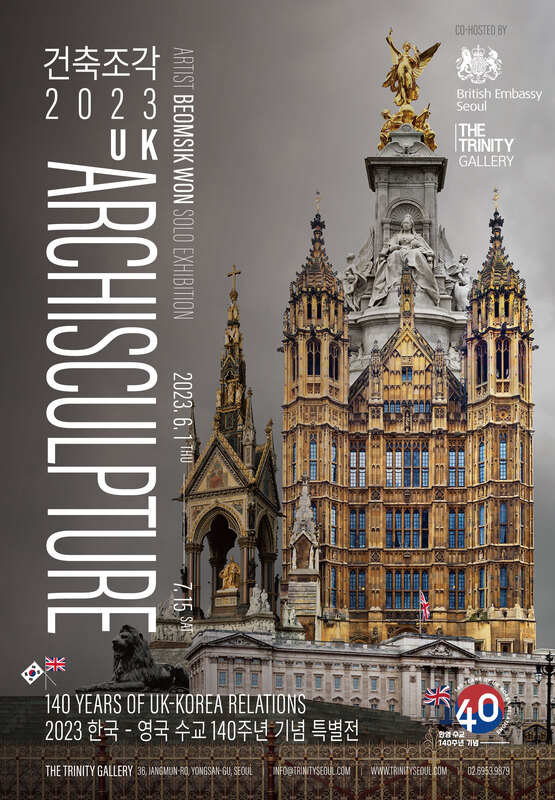 건축조각
2023
UK
ARCHISCULPTURE
ARTIST BEOMSIK WON SOLO EXHIBITION
2023. 6. 1 THU
7.15 SAT
CO-HOSTED BY
British Embassy
Seoul
THE
TRINITY
GALLERY
140 YEARS OF UK-KOREA RELATIONS
2023 한국 - 영국 수교 140주년 기념 특별전
40
한영 수교
140주년 기념
THE TRINITY GALLERY 36, JANGMUN-RO, YONGSAN-GU, SEOUL | INFO@TRINITYSEOUL.COM | WWW.TRINITYSEOUL.COM | 02.6953.9879